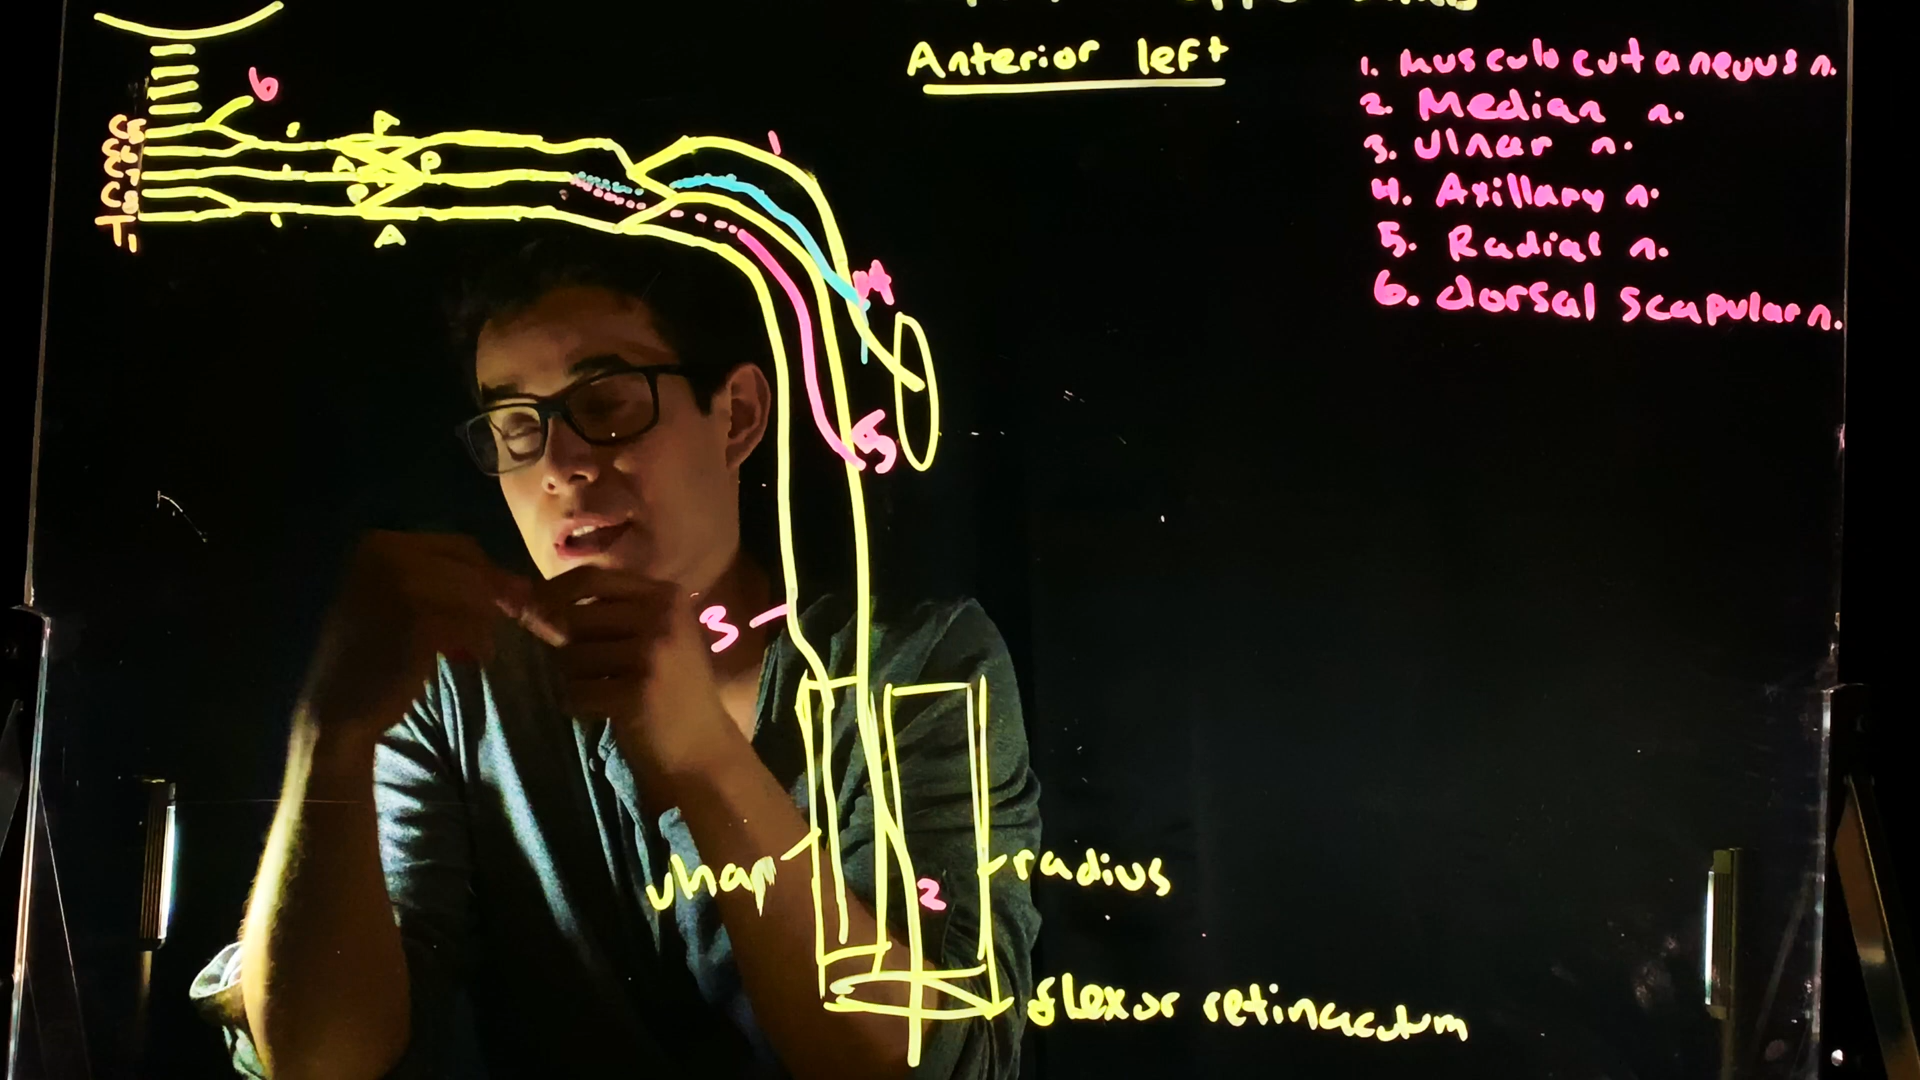 Anterior left
1. Musculocutaneuus n.
2. Median n.
3. Ulnar n.
4. Axillary n.
5. Radial n.
6. dorsal scapular n.
6
C5
C6
C7
C8
T1
A
A
P
P
A
1
4
5
3
ulnar
radius
2
flexor retinaculum